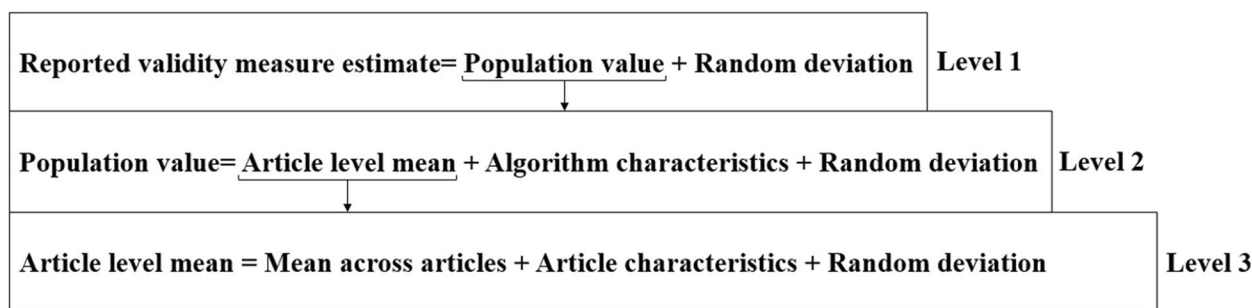 Reported validity measure estimate= Population value + Random deviation Level 1
Population value= Article level mean + Algorithm characteristics + Random deviation Level 2
Article level mean = Mean across articles + Article characteristics + Random deviation Level 3